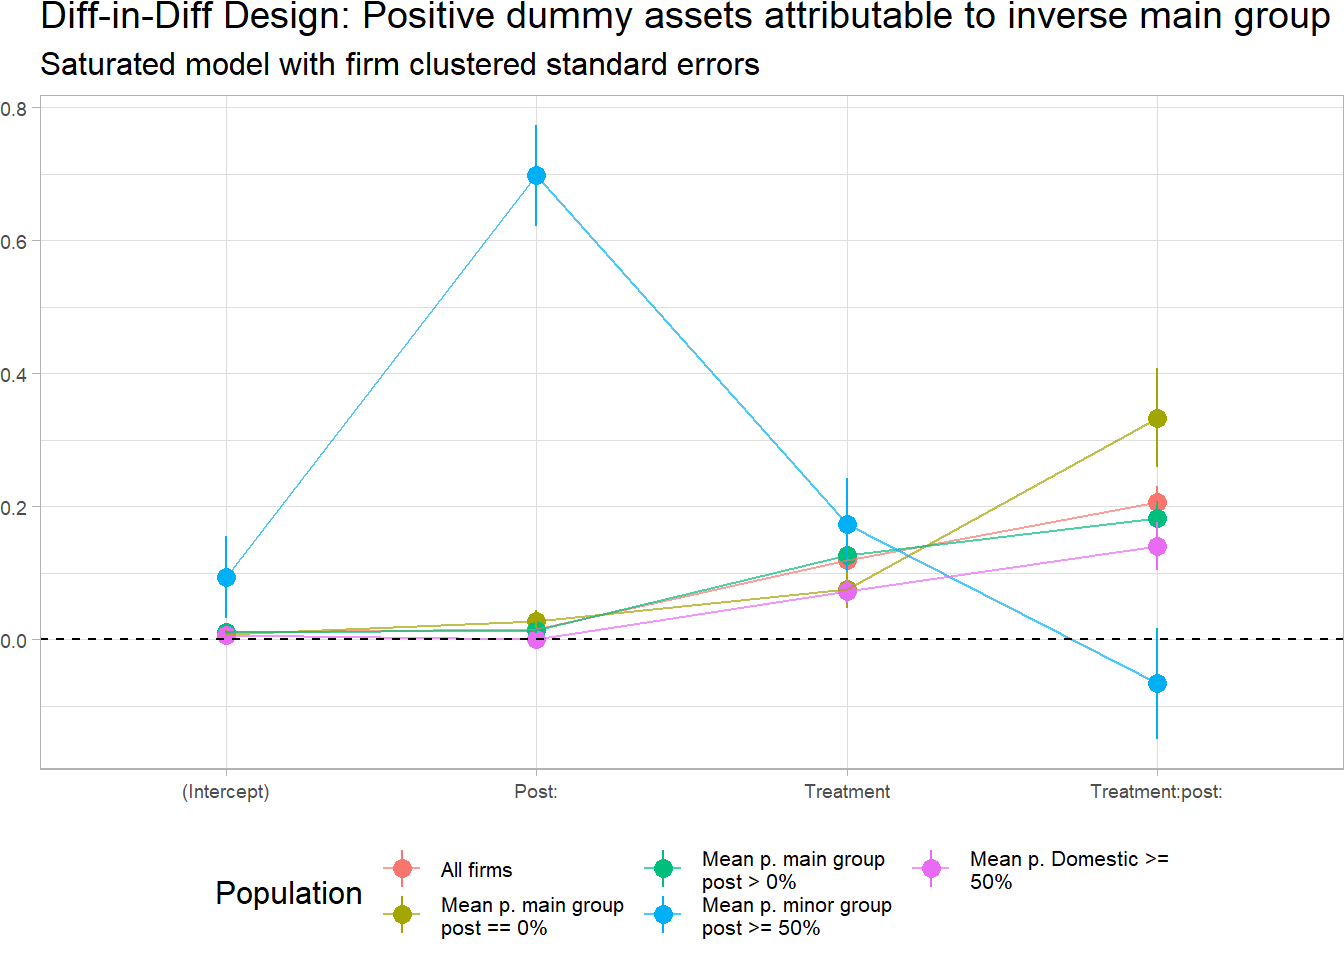 Diff-in-Diff Design: Positive dummy assets attributable to inverse main group
Saturated model with firm clustered standard errors
0.8
0.6
0.4
0.2
0.0
(Intercept)
Post:
Treatment
Treatment:post:
Population
All firms
Mean p. main group
post == 0%
Mean p. main group
post > 0%
Mean p. minor group
post >= 50%
Mean p. Domestic >=
50%